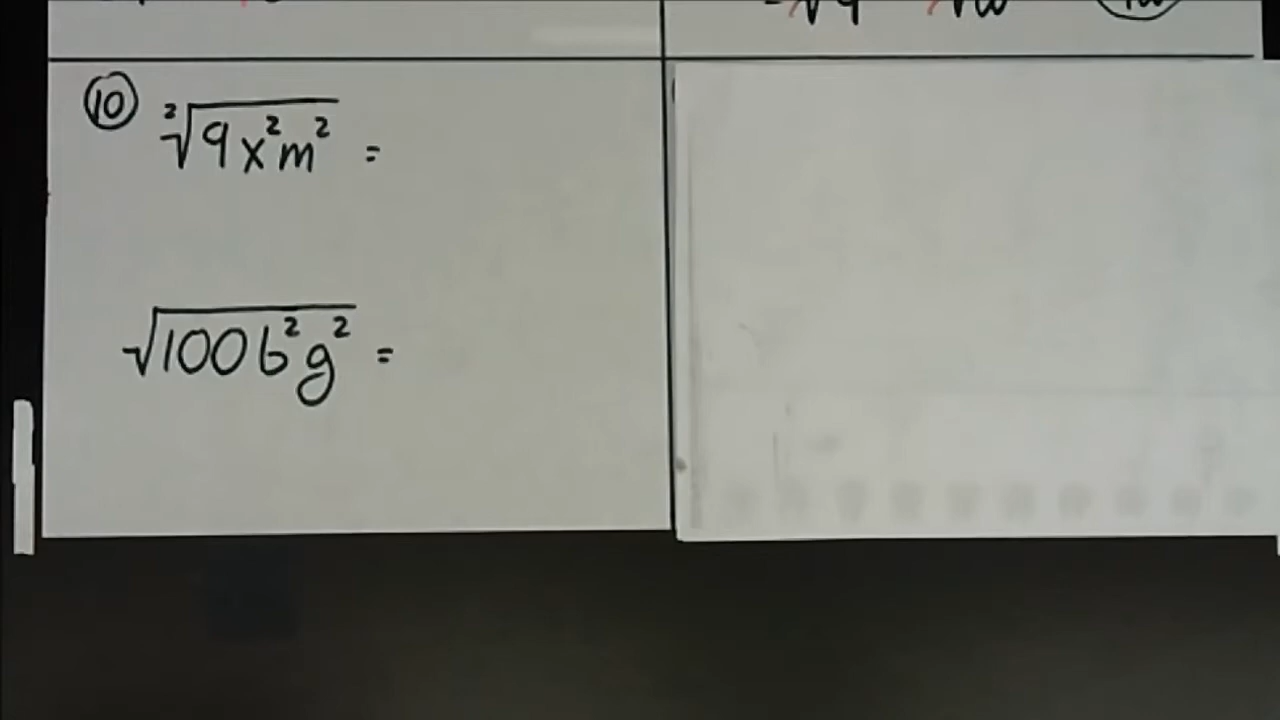 ⑩ ²√9x²m² =
√100b²g² =